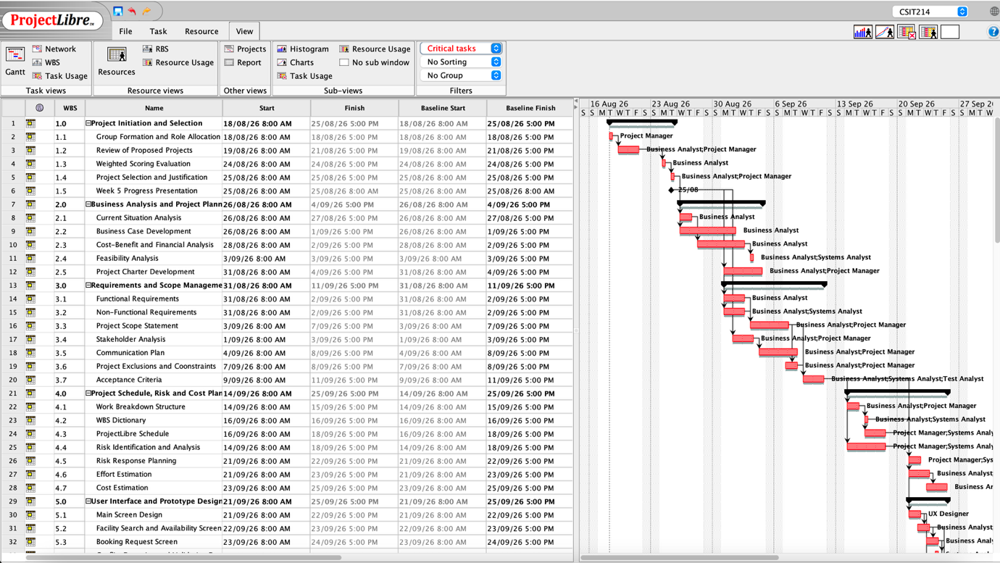 ProjectLibre
CSIT214
File Task Resource View
Network
WBS
Task Usage
Gantt
Task views
RBS
Resource Usage
Resources
Resource views
Projects
Report
Other views
Histogram Resource Usage
Charts No sub window
Task Usage
Sub-views
Critical tasks
No Sorting
No Group
Filters
WBS Name Start Finish Baseline Start Baseline Finish
1 1.0 Project Initiation and Selection 18/08/26 8:00 AM 25/08/26 5:00 PM 18/08/26 8:00 AM 25/08/26 5:00 PM
2 1.1 Group Formation and Role Allocation 18/08/26 8:00 AM 18/08/26 5:00 PM 18/08/26 8:00 AM 18/08/26 5:00 PM
3 1.2 Review of Proposed Projects 19/08/26 8:00 AM 21/08/26 5:00 PM 19/08/26 8:00 AM 21/08/26 5:00 PM
4 1.3 Weighted Scoring Evaluation 24/08/26 8:00 AM 24/08/26 5:00 PM 24/08/26 8:00 AM 24/08/26 5:00 PM
5 1.4 Project Selection and Justification 25/08/26 8:00 AM 25/08/26 5:00 PM 25/08/26 8:00 AM 25/08/26 5:00 PM
6 1.5 Week 5 Progress Presentation 25/08/26 8:00 AM 25/08/26 8:00 AM 25/08/26 8:00 AM 25/08/26 8:00 AM
7 2.0 Business Analysis and Project Plann 26/08/26 8:00 AM 4/09/26 5:00 PM 26/08/26 8:00 AM 4/09/26 5:00 PM
8 2.1 Current Situation Analysis 26/08/26 8:00 AM 27/08/26 5:00 PM 26/08/26 8:00 AM 27/08/26 5:00 PM
9 2.2 Business Case Development 26/08/26 8:00 AM 1/09/26 5:00 PM 26/08/26 8:00 AM 1/09/26 5:00 PM
10 2.3 Cost-Benefit and Financial Analysis 28/08/26 8:00 AM 2/09/26 5:00 PM 28/08/26 8:00 AM 2/09/26 5:00 PM
11 2.4 Feasibility Analysis 3/09/26 8:00 AM 3/09/26 5:00 PM 3/09/26 8:00 AM 3/09/26 5:00 PM
12 2.5 Project Charter Development 31/08/26 8:00 AM 4/09/26 5:00 PM 31/08/26 8:00 AM 4/09/26 5:00 PM
13 3.0 Requirements and Scope Manageme 31/08/26 8:00 AM 11/09/26 5:00 PM 31/08/26 8:00 AM 11/09/26 5:00 PM
14 3.1 Functional Requirements 31/08/26 8:00 AM 2/09/26 5:00 PM 31/08/26 8:00 AM 2/09/26 5:00 PM
15 3.2 Non-Functional Requirements 31/08/26 8:00 AM 2/09/26 5:00 PM 31/08/26 8:00 AM 2/09/26 5:00 PM
16 3.3 Project Scope Statement 3/09/26 8:00 AM 7/09/26 5:00 PM 3/09/26 8:00 AM 7/09/26 5:00 PM
17 3.4 Stakeholder Analysis 1/09/26 8:00 AM 3/09/26 5:00 PM 1/09/26 8:00 AM 3/09/26 5:00 PM
18 3.5 Communication Plan 4/09/26 8:00 AM 8/09/26 5:00 PM 4/09/26 8:00 AM 8/09/26 5:00 PM
19 3.6 Project Exclusions and Coonstraints 7/09/26 8:00 AM 8/09/26 5:00 PM 7/09/26 8:00 AM 8/09/26 5:00 PM
20 3.7 Acceptance Criteria 9/09/26 8:00 AM 11/09/26 5:00 PM 9/09/26 8:00 AM 11/09/26 5:00 PM
21 4.0 Project Schedule, Risk and Cost Plan 14/09/26 8:00 AM 25/09/26 5:00 PM 14/09/26 8:00 AM 25/09/26 5:00 PM
22 4.1 Work Breakdown Structure 14/09/26 8:00 AM 15/09/26 5:00 PM 14/09/26 8:00 AM 15/09/26 5:00 PM
23 4.2 WBS Dictionary 16/09/26 8:00 AM 16/09/26 5:00 PM 16/09/26 8:00 AM 16/09/26 5:00 PM
24 4.3 ProjectLibre Schedule 16/09/26 8:00 AM 18/09/26 5:00 PM 16/09/26 8:00 AM 18/09/26 5:00 PM
25 4.4 Risk Identification and Analysis 14/09/26 8:00 AM 18/09/26 5:00 PM 14/09/26 8:00 AM 18/09/26 5:00 PM
26 4.5 Risk Response Planning 21/09/26 8:00 AM 22/09/26 5:00 PM 21/09/26 8:00 AM 22/09/26 5:00 PM
27 4.6 Effort Estimation 21/09/26 8:00 AM 23/09/26 5:00 PM 21/09/26 8:00 AM 23/09/26 5:00 PM
28 4.7 Cost Estimation 23/09/26 8:00 AM 25/09/26 5:00 PM 23/09/26 8:00 AM 25/09/26 5:00 PM
29 5.0 User Interface and Prototype Design 21/09/26 8:00 AM 25/09/26 5:00 PM 21/09/26 8:00 AM 25/09/26 5:00 PM
30 5.1 Main Screen Design 21/09/26 8:00 AM 22/09/26 5:00 PM 21/09/26 8:00 AM 22/09/26 5:00 PM
31 5.2 Facility Search and Availability Screen 22/09/26 8:00 AM 23/09/26 5:00 PM 22/09/26 8:00 AM 23/09/26 5:00 PM
32 5.3 Booking Request Screen 23/09/26 8:00 AM 24/09/26 5:00 PM 23/09/26 8:00 AM 24/09/26 5:00 PM
16 Aug 26 23 Aug 26 30 Aug 26 6 Sep 26 13 Sep 26 20 Sep 26 27 Sep 2
S S M T W T F S S M T W T F S S M T W T F S S M T W T F S S M T W T F S S M T W T F S S M T W
Project Manager
Business Analyst;Project Manager
Business Analyst
Business Analyst;Project Manager
25/08
Business Analyst
Business Analyst
Business Analyst
Business Analyst;Systems Analyst
Business Analyst;Project Manager
Business Analyst
Business Analyst;Systems Analyst
Business Analyst;Project Manager
Business Analyst;Project Manager
Business Analyst;Project Manager
Business Analyst;Project Manager
Business Analyst;Systems Analyst;Test Analyst
Business Analyst;Project Manager
Business Analyst;Systems Analyst
Project Manager;Systems Analy
Project Manager;Systems Analy
Project Manager;Sys
Business Analyst
Business An
UX Designer
Business Analyst
Business Analy